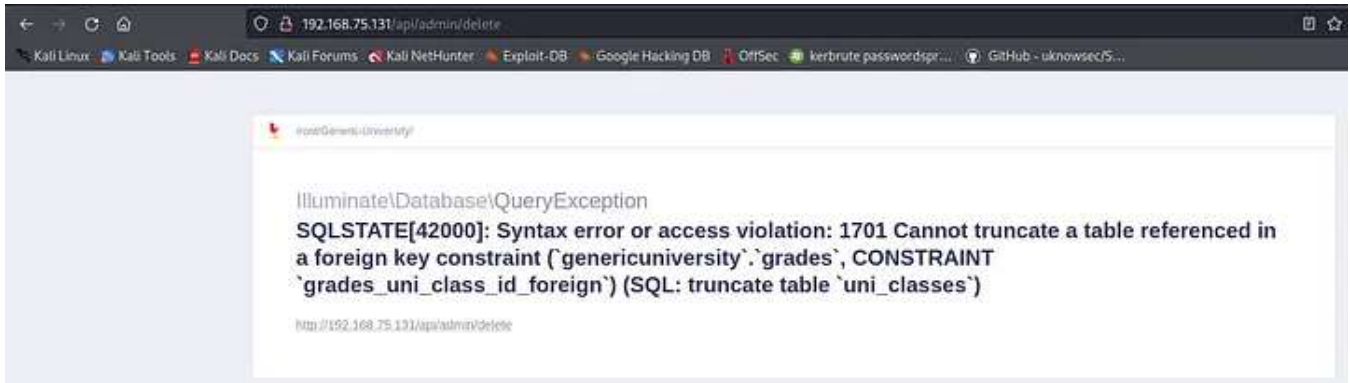 192.168.75.131/api/admin/delete
Kali Linux Kali Tools Kali Docs Kali Forums Kali NetHunter Exploit-DB Google Hacking DB OffSec kerbrute passwordspr... GitHub - uknowsec/S...
/root/Generic-University/
Illuminate\Database\QueryException
SQLSTATE[42000]: Syntax error or access violation: 1701 Cannot truncate a table referenced in
a foreign key constraint (`genericuniversity`.`grades`, CONSTRAINT
`grades_uni_class_id_foreign`) (SQL: truncate table `uni_classes`)
http://192.168.75.131/api/admin/delete